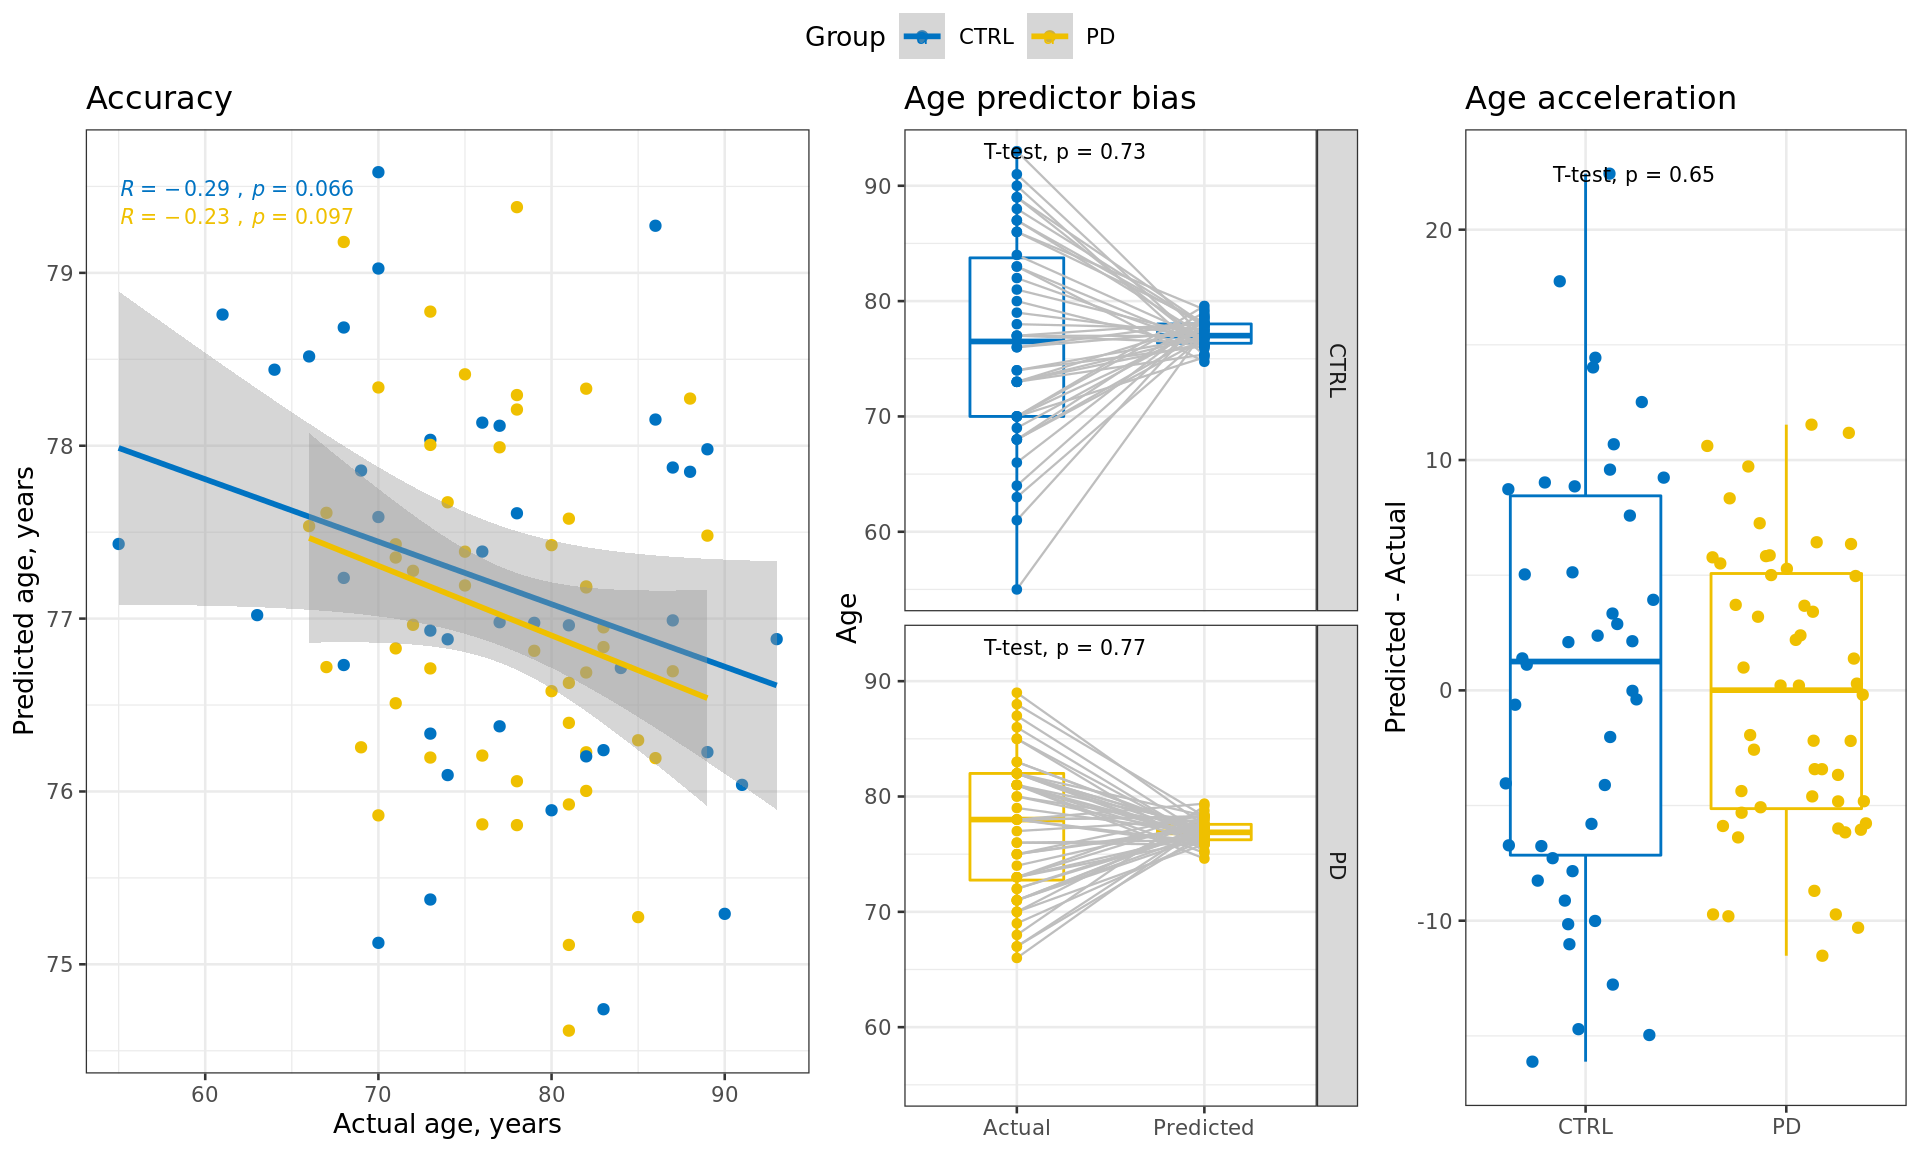 Group CTRL PD
Accuracy
R = −0.29 , p = 0.066
R = −0.23 , p = 0.097
79
78
77
76
75
60 70 80 90
Actual age, years
Predicted age, years
Age predictor bias
T-test, p = 0.73
90
80
70
60
CTRL
T-test, p = 0.77
90
80
70
60
PD
Age
Actual Predicted
Age acceleration
T-test, p = 0.65
20
10
0
-10
Predicted - Actual
CTRL PD